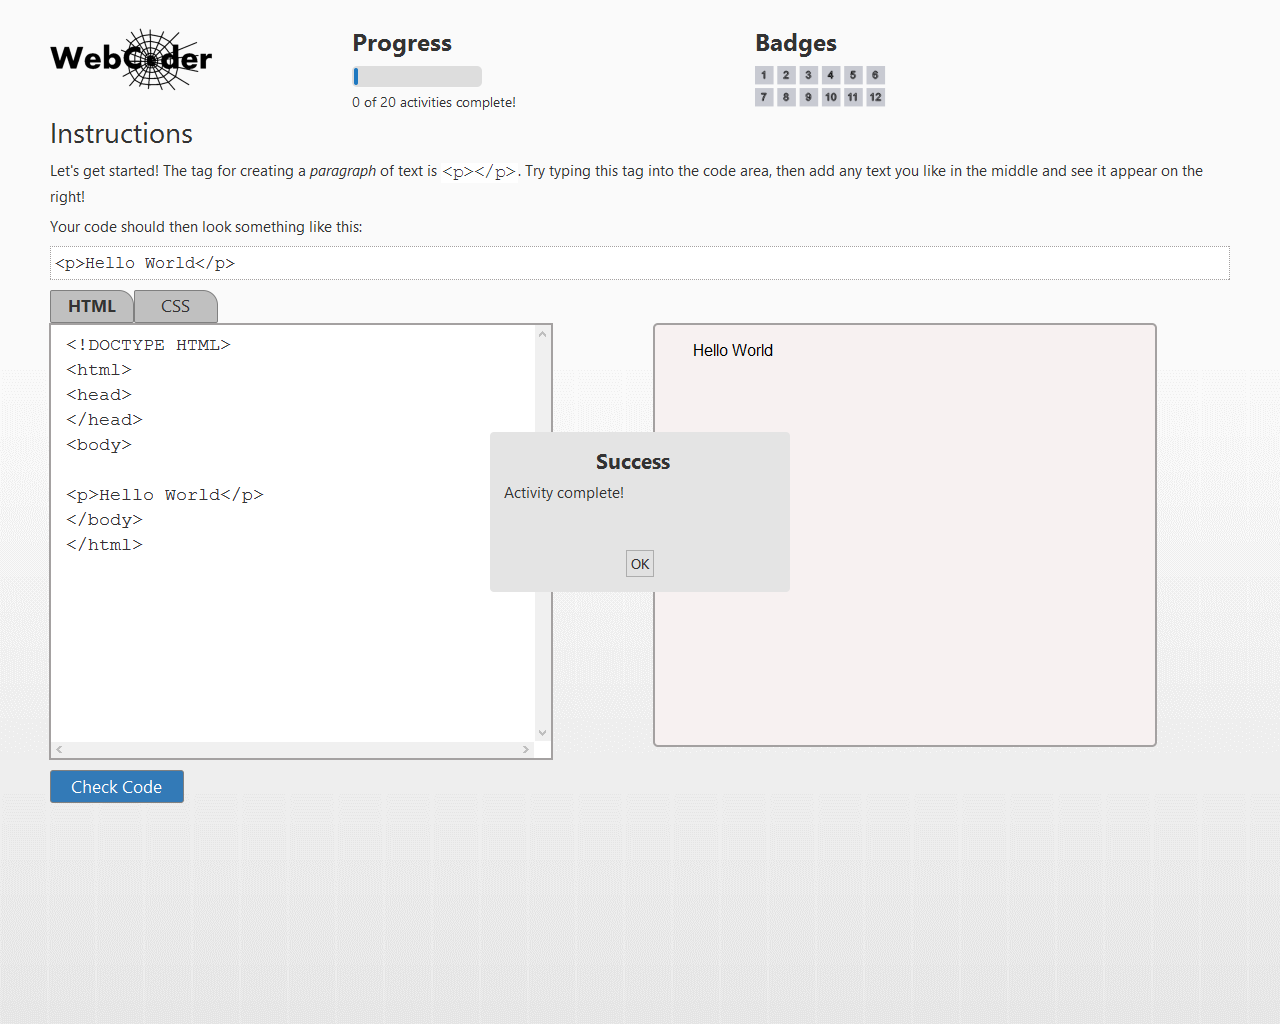 WebCoder
Progress
0 of 20 activities complete!
Badges
1 2 3 4 5 6
7 8 9 10 11 12
Instructions
Let's get started! The tag for creating a paragraph of text is <p></p>. Try typing this tag into the code area, then add any text you like in the middle and see it appear on the
right!
Your code should then look something like this:
<p>Hello World</p>
HTML CSS
<!DOCTYPE HTML>
<html>
<head>
</head>
<body>
<p>Hello World</p>
</body>
</html>
Hello World
Success
Activity complete!
OK
Check Code